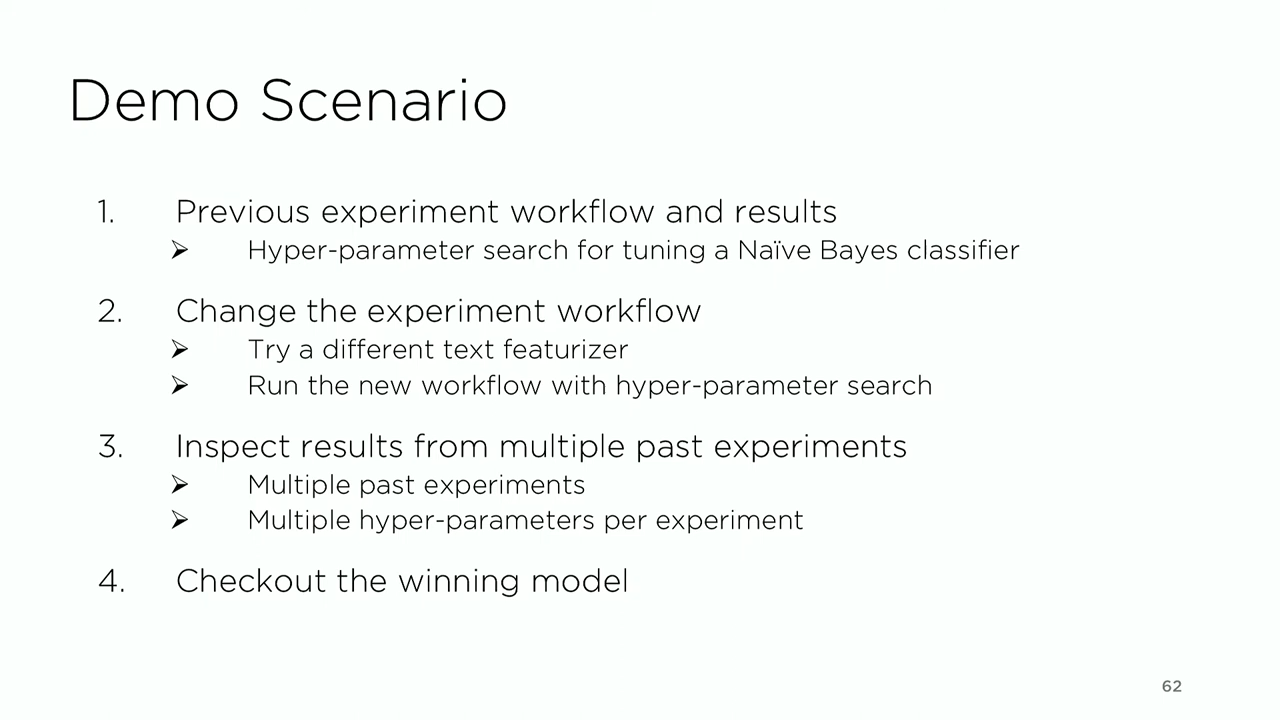 Demo Scenario
1. Previous experiment workflow and results
➢ Hyper-parameter search for tuning a Naïve Bayes classifier
2. Change the experiment workflow
➢ Try a different text featurizer
➢ Run the new workflow with hyper-parameter search
3. Inspect results from multiple past experiments
➢ Multiple past experiments
➢ Multiple hyper-parameters per experiment
4. Checkout the winning model
62